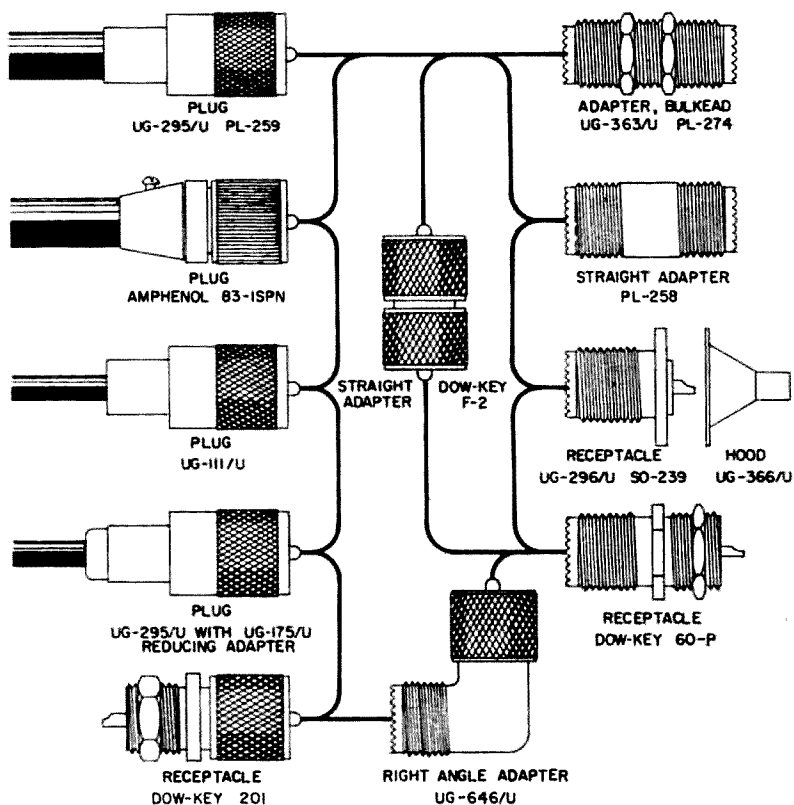 PLUG
UG-295/U PL-259
ADAPTER, BULKEAD
UG-363/U PL-274
PLUG
AMPHENOL 83-1SPN
STRAIGHT ADAPTER
PL-258
STRAIGHT ADAPTER
DOW-KEY F-2
PLUG
UG-111/U
RECEPTACLE
UG-296/U SO-239
HOOD
UG-366/U
PLUG
UG-295/U WITH UG-175/U
REDUCING ADAPTER
RECEPTACLE
DOW-KEY 60-P
RECEPTACLE
DOW-KEY 201
RIGHT ANGLE ADAPTER
UG-646/U